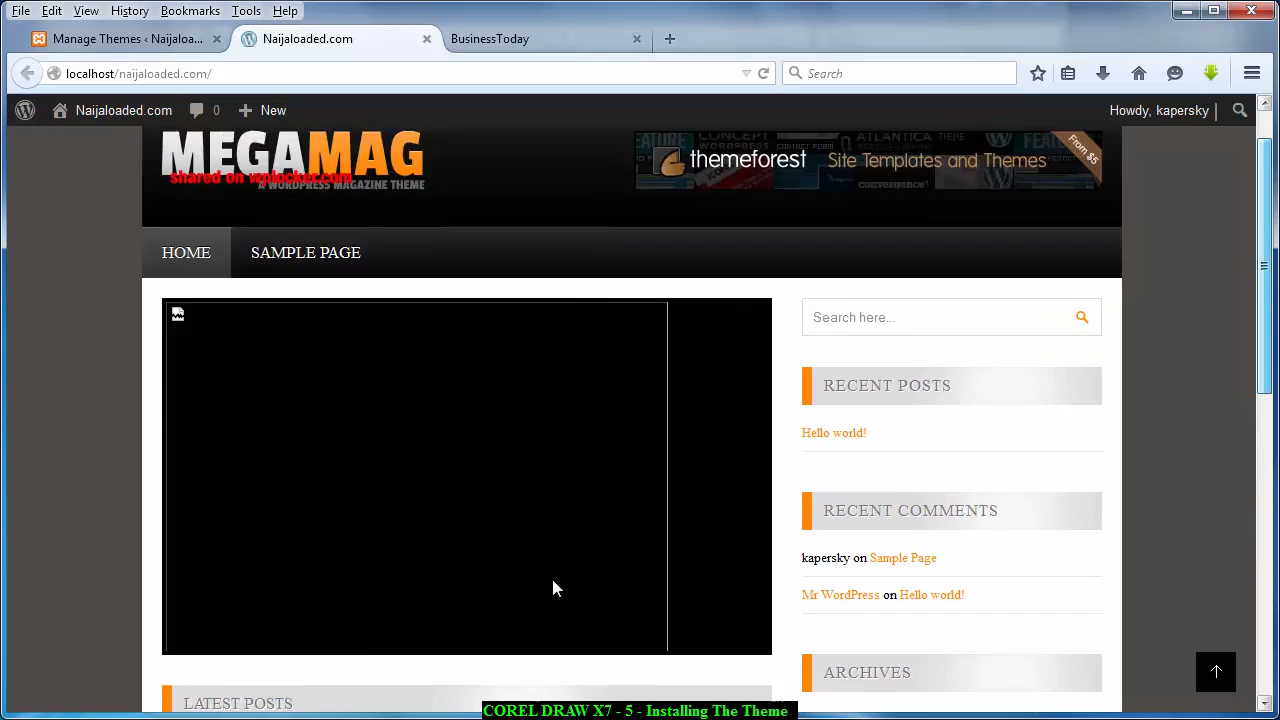 File Edit View History Bookmarks Tools Help
Manage Themes ‹ Naijaloa... Naijaloaded.com BusinessToday
localhost/naijaloaded.com/ Search
Naijaloaded.com 0 New Howdy, kapersky
MEGAMAG
shared on wplocker.com
A WORDPRESS MAGAZINE THEME
themeforest Site Templates and Themes
From $5
HOME SAMPLE PAGE
Search here...
RECENT POSTS
Hello world!
RECENT COMMENTS
kapersky on Sample Page
Mr WordPress on Hello world!
ARCHIVES
LATEST POSTS
COREL DRAW X7 - 5 - Installing The Theme